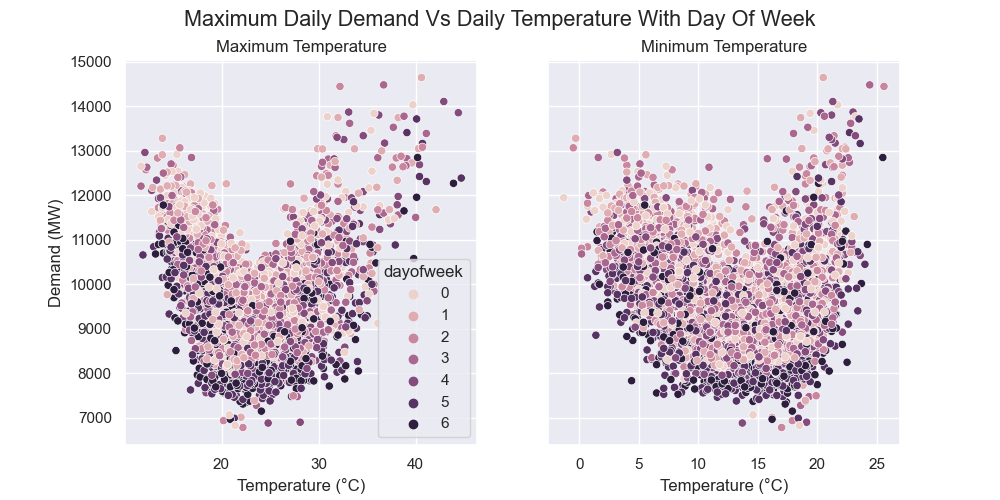 Maximum Daily Demand Vs Daily Temperature With Day Of Week
Maximum Temperature
Minimum Temperature
15000
14000
13000
12000
11000
10000
9000
8000
7000
Demand (MW)
dayofweek
0
1
2
3
4
5
6
20 30 40
0 5 10 15 20 25
Temperature (°C)
Temperature (°C)